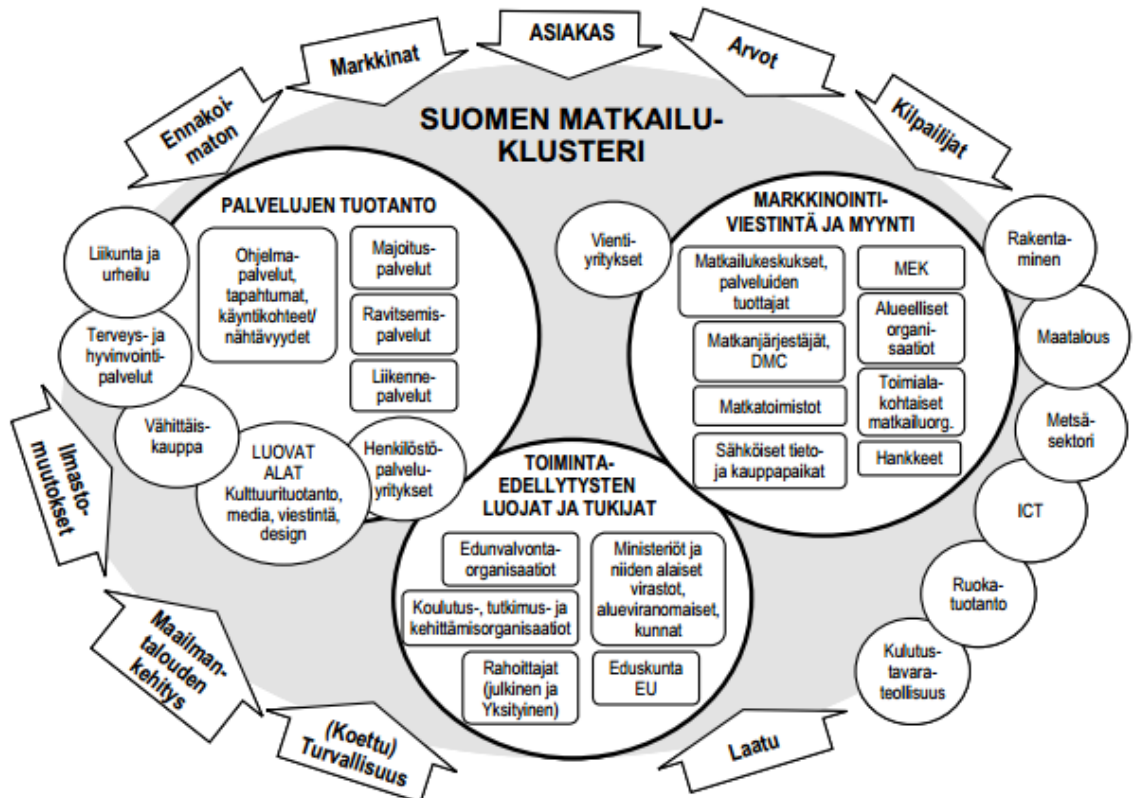 ASIAKAS
Markkinat
Arvot
Ennakoi-
maton
Kilpailijat
SUOMEN MATKAILU-
KLUSTERI
PALVELUJEN TUOTANTO
Ohjelma-
palvelut,
tapahtumat,
käyntikohteet/
nähtävyydet
Majoitus-
palvelut
Ravitsemis-
palvelut
Liikenne-
palvelut
Liikunta ja
urheilu
Terveys- ja
hyvinvointi-
palvelut
Vähittäis-
kauppa
LUOVAT
ALAT
Kulttuurituotanto,
media, viestintä,
design
Henkilöstö-
palvelu-
yritykset
Vienti-
yritykset
MARKKINOINTI-
VIESTINTÄ JA MYYNTI
Matkailukeskukset,
palveluiden
tuottajat
Matkanjärjestäjät,
DMC
Matkatoimistot
Sähköiset tieto-
ja kauppapaikat
MEK
Alueelliset
organi-
saatiot
Toimiala-
kohtaiset
matkailuorg.
Hankkeet
Rakenta-
minen
Maatalous
Metsä-
sektori
ICT
Ruoka-
tuotanto
Kulutus-
tavara-
teollisuus
TOIMINTA-
EDELLYTYSTEN
LUOJAT JA TUKIJAT
Edunvalvonta-
organisaatiot
Koulutus-, tutkimus- ja
kehittämisorganisaatiot
Rahoittajat
(julkinen ja
Yksityinen)
Ministeriöt ja
niiden alaiset
virastot,
alueviranomaiset,
kunnat
Eduskunta
EU
Ilmasto-
muutokset
Maailman-
talouden
kehitys
(Koettu)
Turvallisuus
Laatu